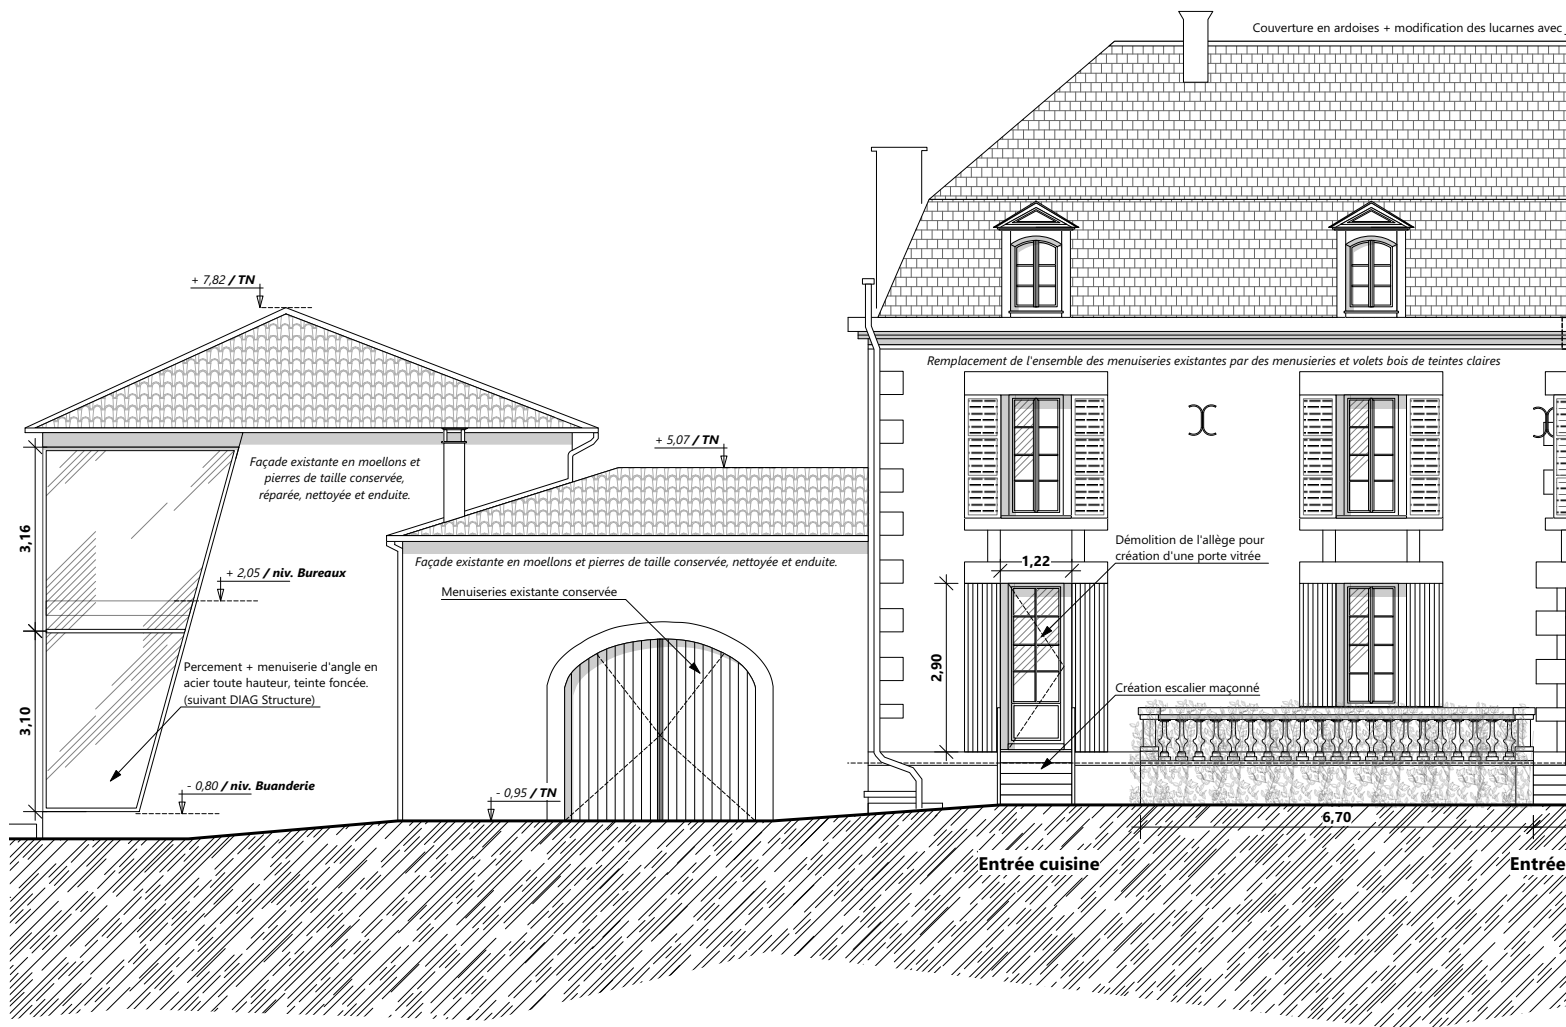 Couverture en ardoises + modification des lucarnes avec
+ 7,82 / TN
Remplacement de l'ensemble des menuiseries existantes par des menusieries et volets bois de teintes claires
+ 5,07 / TN
Façade existante en moellons et
pierres de taille conservée,
réparée, nettoyée et enduite.
3,16
Façade existante en moellons et pierres de taille conservée, nettoyée et enduite.
Démolition de l'allège pour
création d'une porte vitrée
1,22
+ 2,05 / niv. Bureaux
Menuiseries existante conservée
2,90
Percement + menuiserie d'angle en
acier toute hauteur, teinte foncée.
(suivant DIAG Structure)
Création escalier maçonné
3,10
- 0,80 / niv. Buanderie
- 0,95 / TN
6,70
Entrée cuisine
Entrée